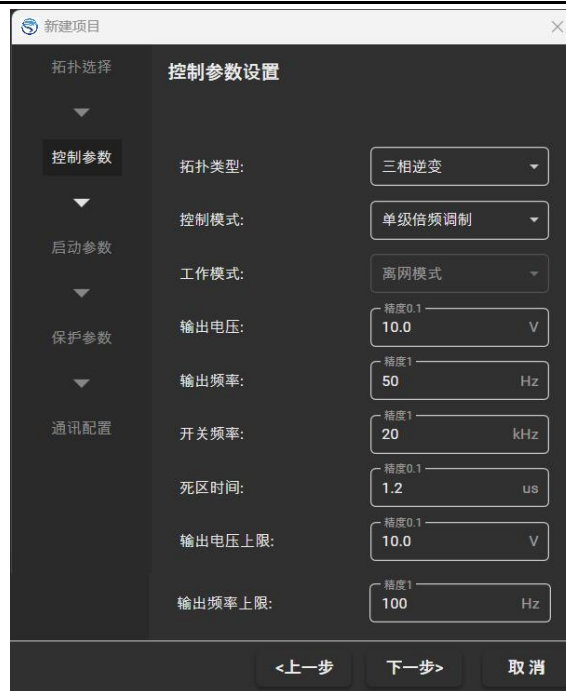 新建项目
拓扑选择
控制参数
启动参数
保护参数
通讯配置
控制参数设置
拓扑类型: 三相逆变
控制模式: 单级倍频调制
工作模式: 离网模式
精度0.1
输出电压: 10.0 V
精度1
输出频率: 50 Hz
精度1
开关频率: 20 kHz
精度0.1
死区时间: 1.2 us
精度0.1
输出电压上限: 10.0 V
精度1
输出频率上限: 100 Hz
<上一步 下一步> 取消